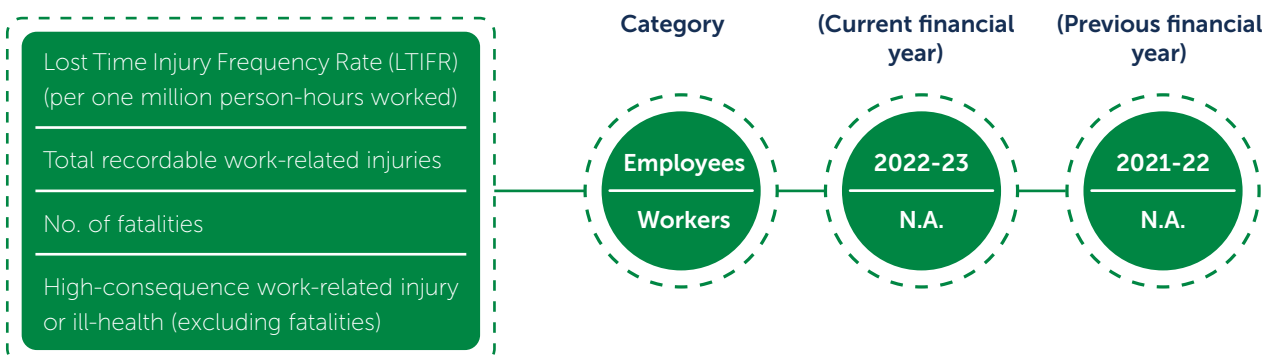 Lost Time Injury Frequency Rate (LTIFR)
(per one million person-hours worked)
Total recordable work-related injuries
No. of fatalities
High-consequence work-related injury
or ill-health (excluding fatalities)
Category
Employees
Workers
(Current financial
year)
2022-23
N.A.
(Previous financial
year)
2021-22
N.A.